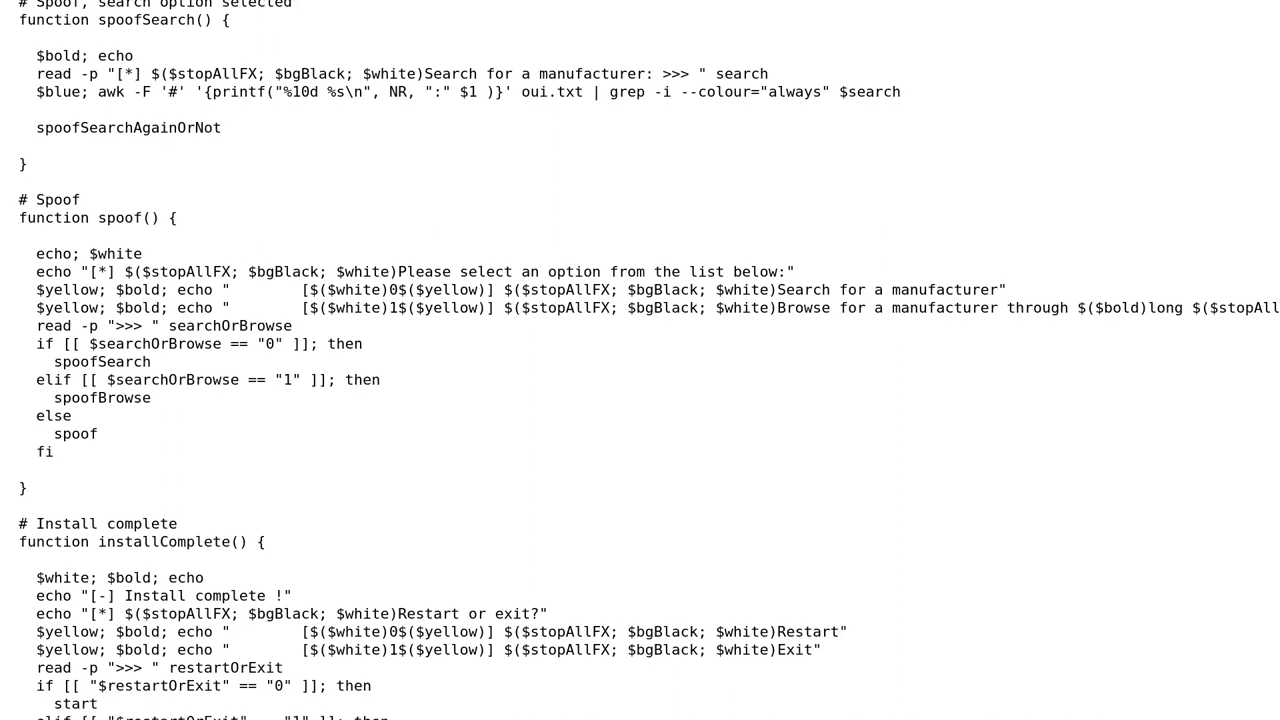 # Spoof, search option selected
function spoofSearch() {
$bold; echo
read -p "[*] $($stopAllFX; $bgBlack; $white)Search for a manufacturer: >>> " search
$blue; awk -F '#' '{printf("%10d %s\n", NR, ":" $1 )}' oui.txt | grep -i --colour="always" $search
spoofSearchAgainOrNot
}
# Spoof
function spoof() {
echo; $white
echo "[*] $($stopAllFX; $bgBlack; $white)Please select an option from the list below:"
$yellow; $bold; echo "        [$($white)0$($yellow)] $($stopAllFX; $bgBlack; $white)Search for a manufacturer"
$yellow; $bold; echo "        [$($white)1$($yellow)] $($stopAllFX; $bgBlack; $white)Browse for a manufacturer through $($bold)long $($stopAll
read -p ">>> " searchOrBrowse
if [[ $searchOrBrowse == "0" ]]; then
spoofSearch
elif [[ $searchOrBrowse == "1" ]]; then
spoofBrowse
else
spoof
fi
}
# Install complete
function installComplete() {
$white; $bold; echo
echo "[-] Install complete !"
echo "[*] $($stopAllFX; $bgBlack; $white)Restart or exit?"
$yellow; $bold; echo "        [$($white)0$($yellow)] $($stopAllFX; $bgBlack; $white)Restart"
$yellow; $bold; echo "        [$($white)1$($yellow)] $($stopAllFX; $bgBlack; $white)Exit"
read -p ">>> " restartOrExit
if [[ "$restartOrExit" == "0" ]]; then
start
elif [[ "$restartOrExit" == "1" ]]; then